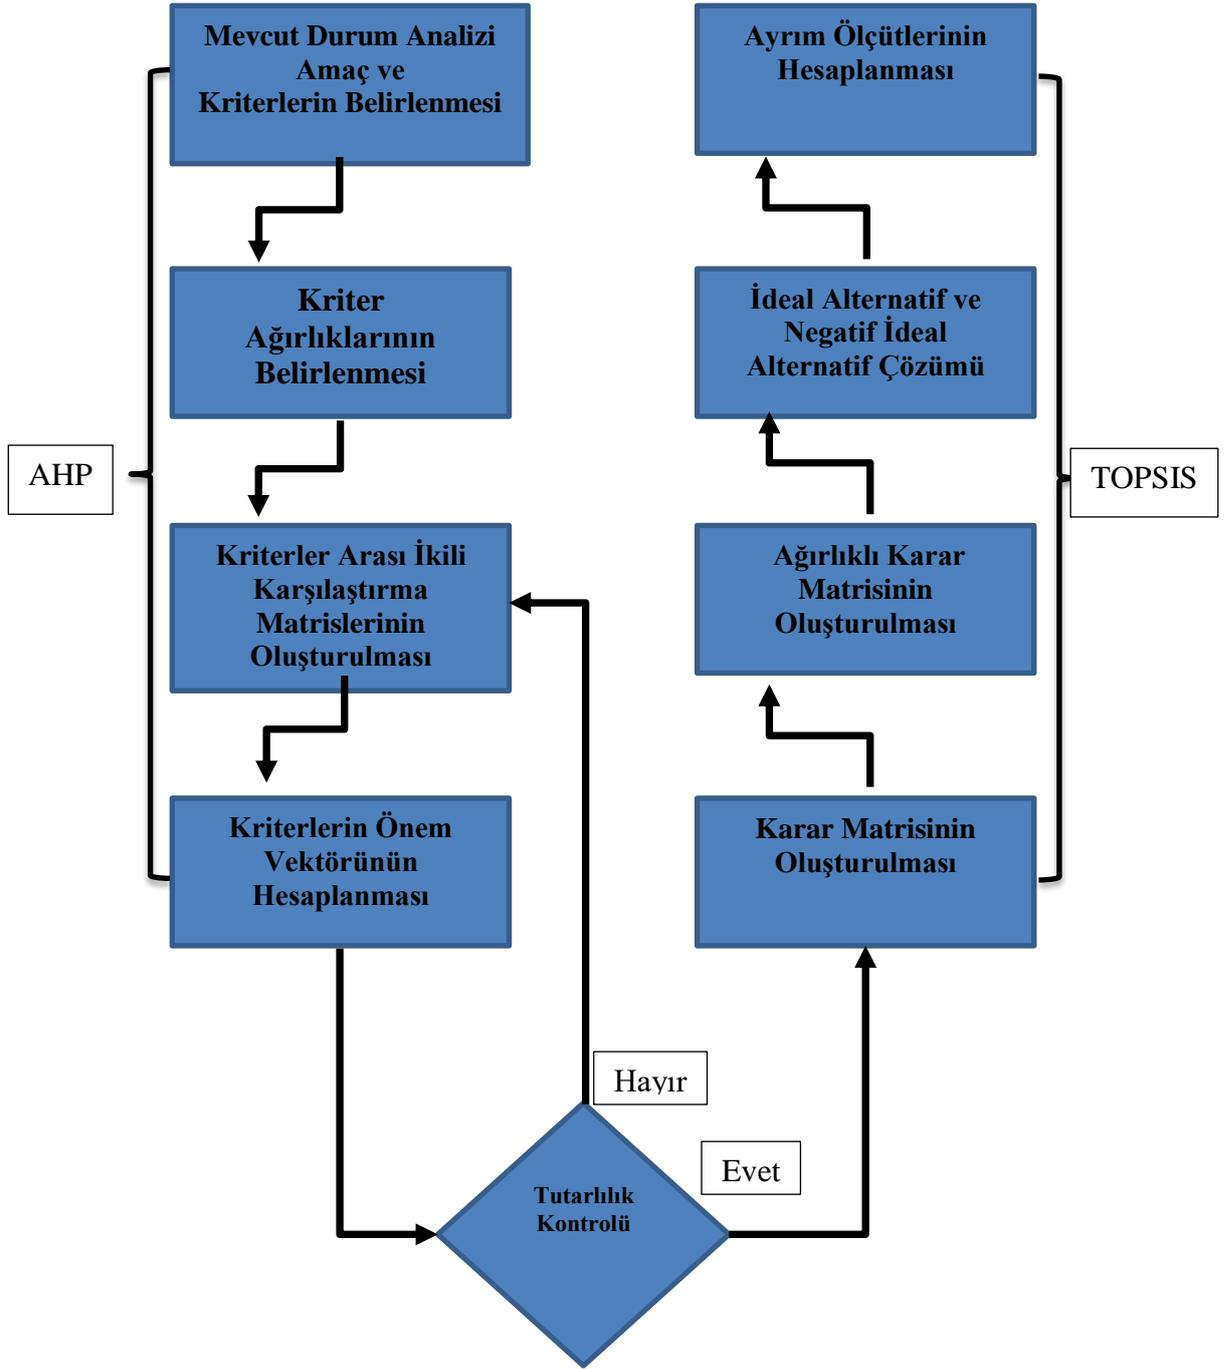 Mevcut Durum Analizi
Amaç ve
Kriterlerin Belirlenmesi
Kriter
Ağırlıklarının
Belirlenmesi
AHP
Kriterler Arası İkili
Karşılaştırma
Matrislerinin
Oluşturulması
Kriterlerin Önem
Vektörünün
Hesaplanması
Tutarlılık
Kontrolü
Hayır
Evet
Karar Matrisinin
Oluşturulması
Ağırlıklı Karar
Matrisinin
Oluşturulması
İdeal Alternatif ve
Negatif İdeal
Alternatif Çözümü
Ayrım Ölçütlerinin
Hesaplanması
TOPSIS